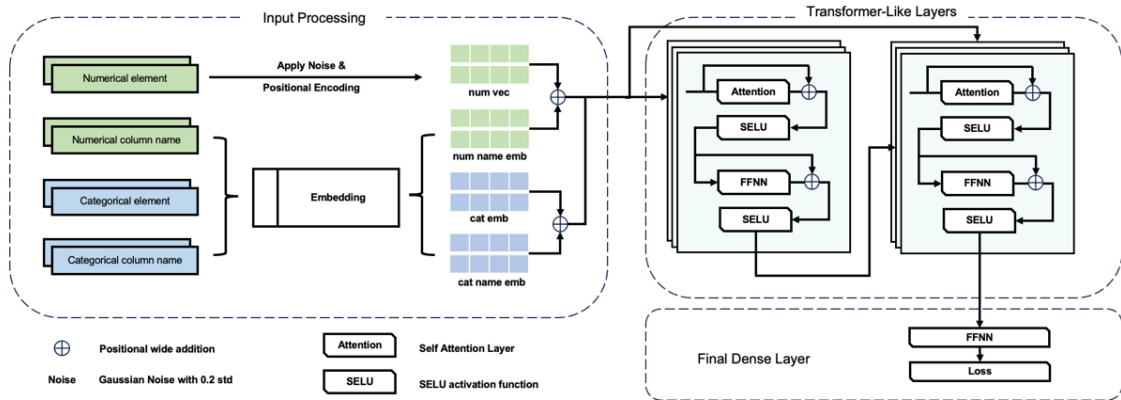 Input Processing
Transformer-Like Layers
Numerical element
Apply Noise &
Positional Encoding
num vec
Numerical column name
num name emb
Categorical element
Embedding
cat emb
Categorical column name
cat name emb
Attention
SELU
FFNN
SELU
Attention
SELU
FFNN
SELU
Final Dense Layer
FFNN
Loss
Positional wide addition
Attention
Self Attention Layer
Noise
Gaussian Noise with 0.2 std
SELU
SELU activation function